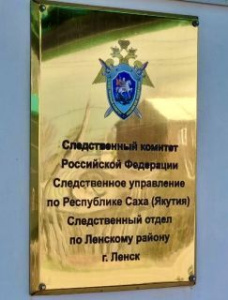 Следственный комитет
Российской Федерации
Следственное управление
по Республике Саха (Якутия)
Следственный отдел
по Ленскому району
г. Ленск